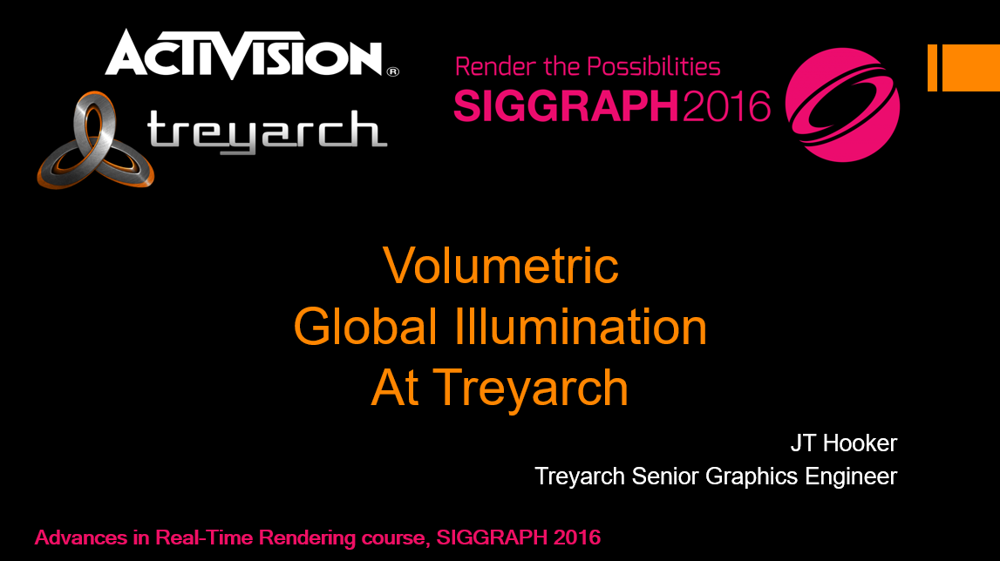 ACTIVISION®
treyarch
Render the Possibilities
SIGGRAPH2016
Volumetric
Global Illumination
At Treyarch
JT Hooker
Treyarch Senior Graphics Engineer
Advances in Real-Time Rendering course, SIGGRAPH 2016